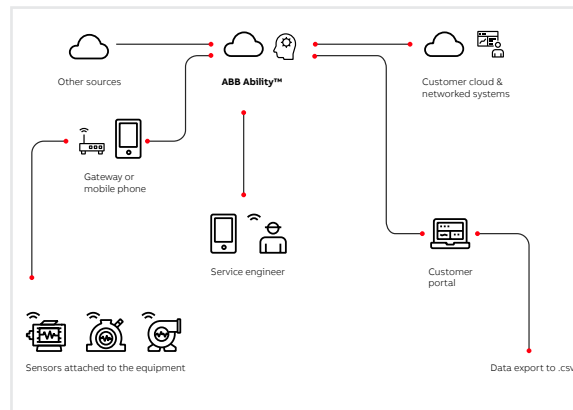 Other sources
ABB Ability™
Customer cloud &
networked systems
Gateway or
mobile phone
Service engineer
Customer
portal
Sensors attached to the equipment
Data export to .csv